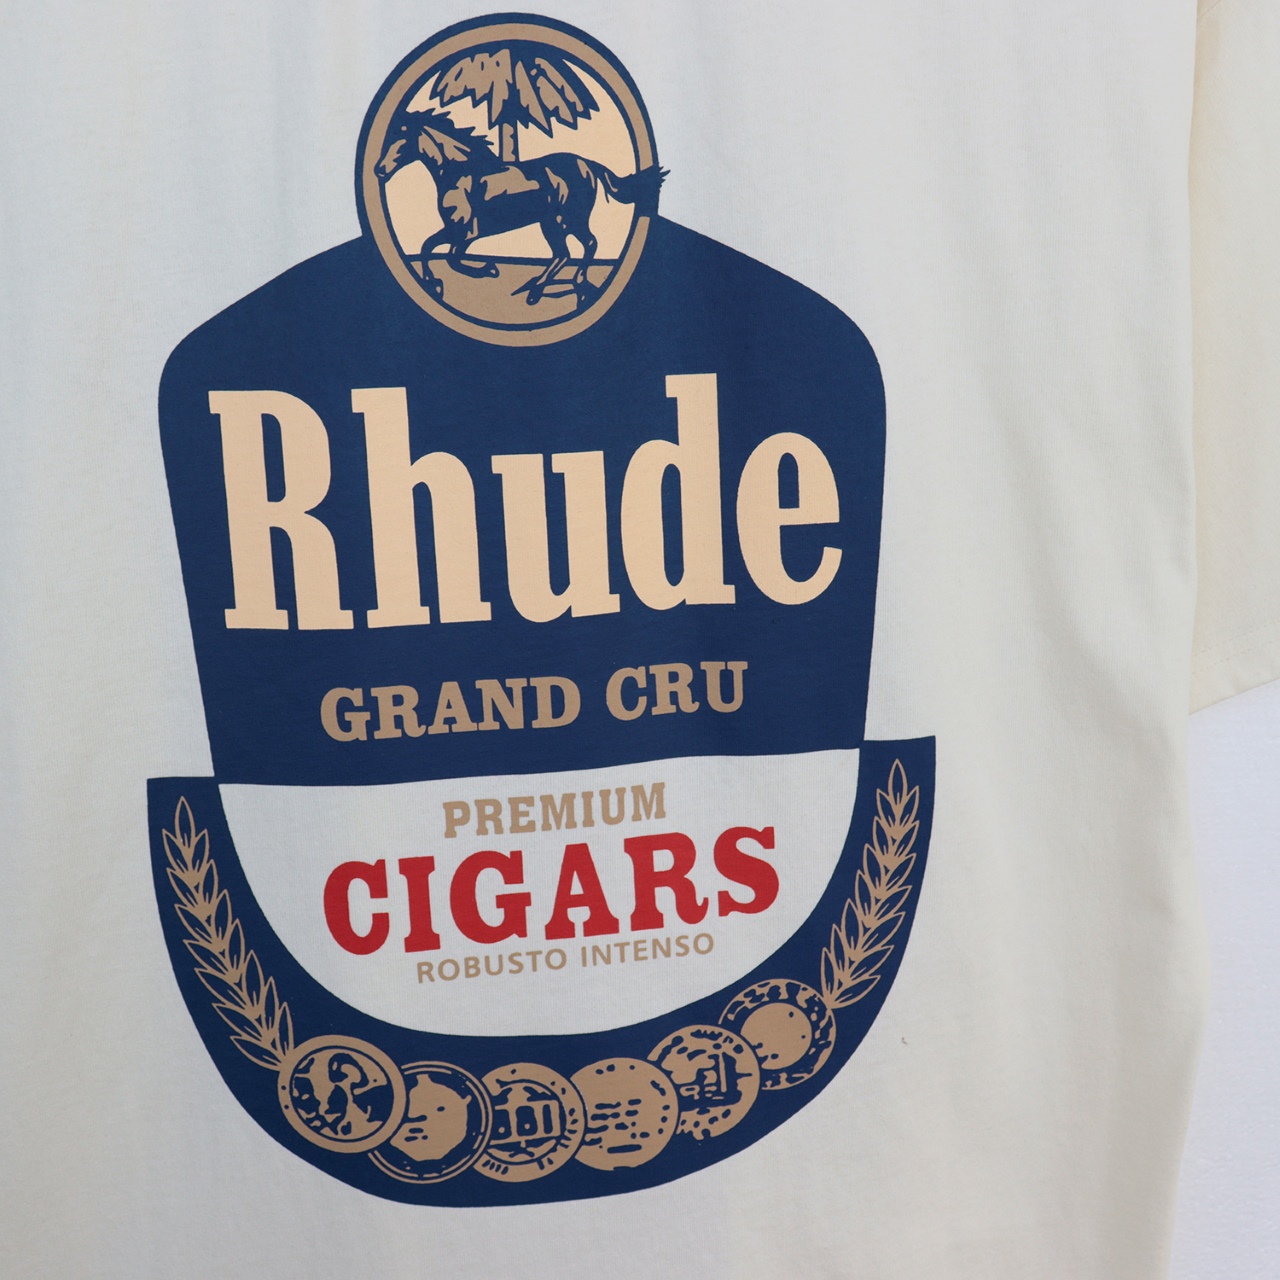 Rhude
GRAND CRU
PREMIUM
CIGARS
ROBUSTO INTENSO